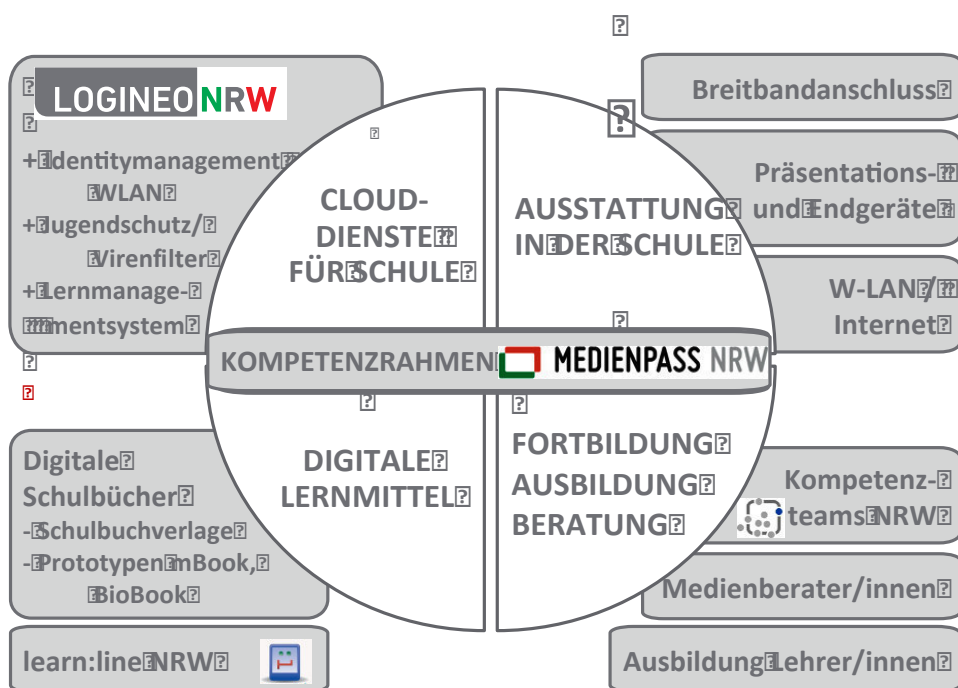 LOGINEO NRW
+ Identitymanagement
WLAN
+ Jugendschutz/
Virenfilter
+ Lernmanage-
mentsystem
CLOUD-
DIENSTE
FÜR SCHULE
AUSSTATTUNG
IN DER SCHULE
Breitbandanschluss
Präsentations-
und Endgeräte
W-LAN /
Internet
KOMPETENZRAHMEN MEDIENPASS NRW
Digitale
Schulbücher
- Schulbuchverlage
- Prototypen mBook,
BioBook
learn:line NRW
DIGITALE
LERNMITTEL
FORTBILDUNG
AUSBILDUNG
BERATUNG
Kompetenz-
teams NRW
Medienberater/innen
Ausbildung Lehrer/innen